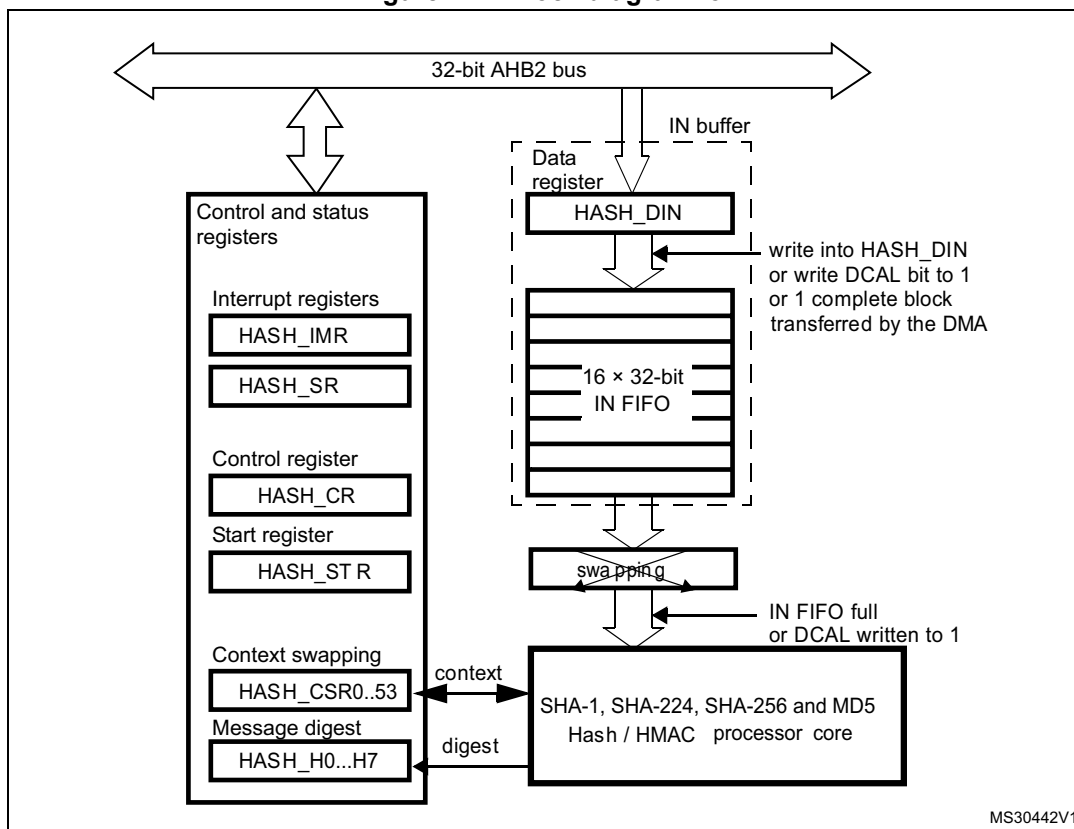 32-bit AHB2 bus
IN buffer
Data
register
HASH_DIN
write into HASH_DIN
or write DCAL bit to 1
or 1 complete block
transferred by the DMA
16 × 32-bit
IN FIFO
swapping
IN FIFO full
or DCAL written to 1
SHA-1, SHA-224, SHA-256 and MD5
Hash / HMAC processor core
Control and status
registers
Interrupt registers
HASH_IMR
HASH_SR
Control register
HASH_CR
Start register
HASH_STR
Context swapping
HASH_CSR0..53
context
Message digest
HASH_H0...H7
digest
MS30442V1